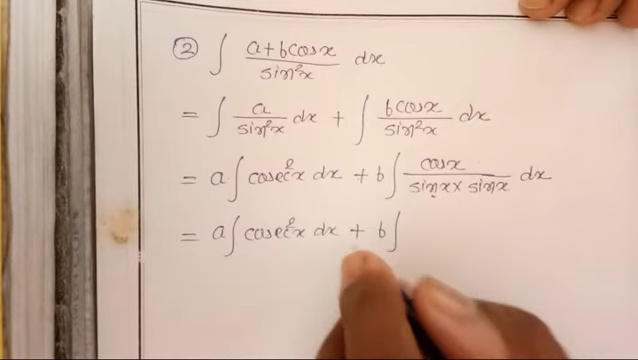 ② ∫ a+bcosx/sin²x dx
= ∫ a/sin²x dx + ∫ bcosx/sin²x dx
= a∫ cosec²x dx + b∫ cosx/sinx×sinx dx
= a∫ cosec²x dx + b∫